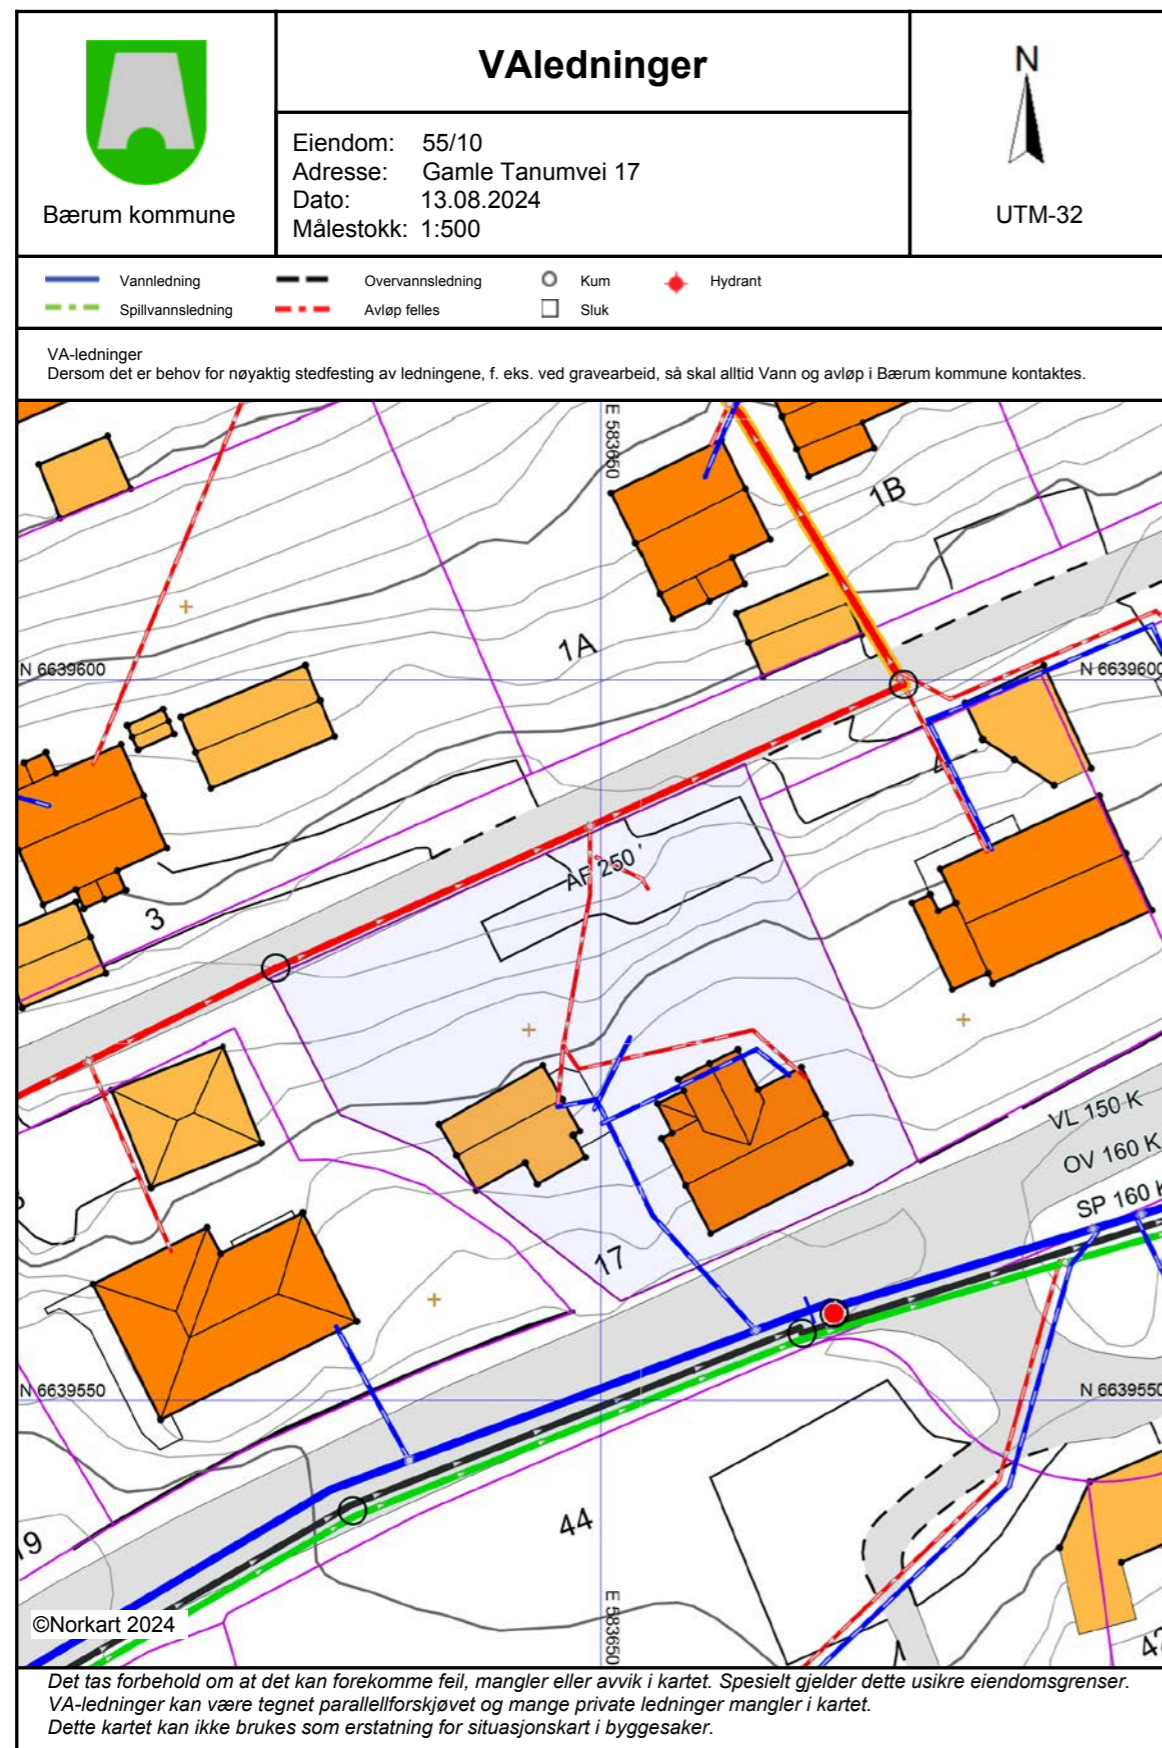 VAledninger
Eiendom: 55/10
Adresse: Gamle Tanumvei 17
Dato: 13.08.2024
Målestokk: 1:500
Bærum kommune
N
UTM-32
Vannledning
Overvannsledning
Kum
Hydrant
Spillvannsledning
Avløp felles
Sluk
VA-ledninger
Dersom det er behov for nøyaktig stedfesting av ledningene, f. eks. ved gravearbeid, så skal alltid Vann og avløp i Bærum kommune kontaktes.
E 583650
1B
1A
N 6639600
N 6639600
AF 250
3
VL 150 K
OV 160 K
SP 160 K
17
N 6639550
N 6639550
44
19
E 583650
42
©Norkart 2024
Det tas forbehold om at det kan forekomme feil, mangler eller avvik i kartet. Spesielt gjelder dette usikre eiendomsgrenser.
VA-ledninger kan være tegnet parallellforskjøvet og mange private ledninger mangler i kartet.
Dette kartet kan ikke brukes som erstatning for situasjonskart i byggesaker.